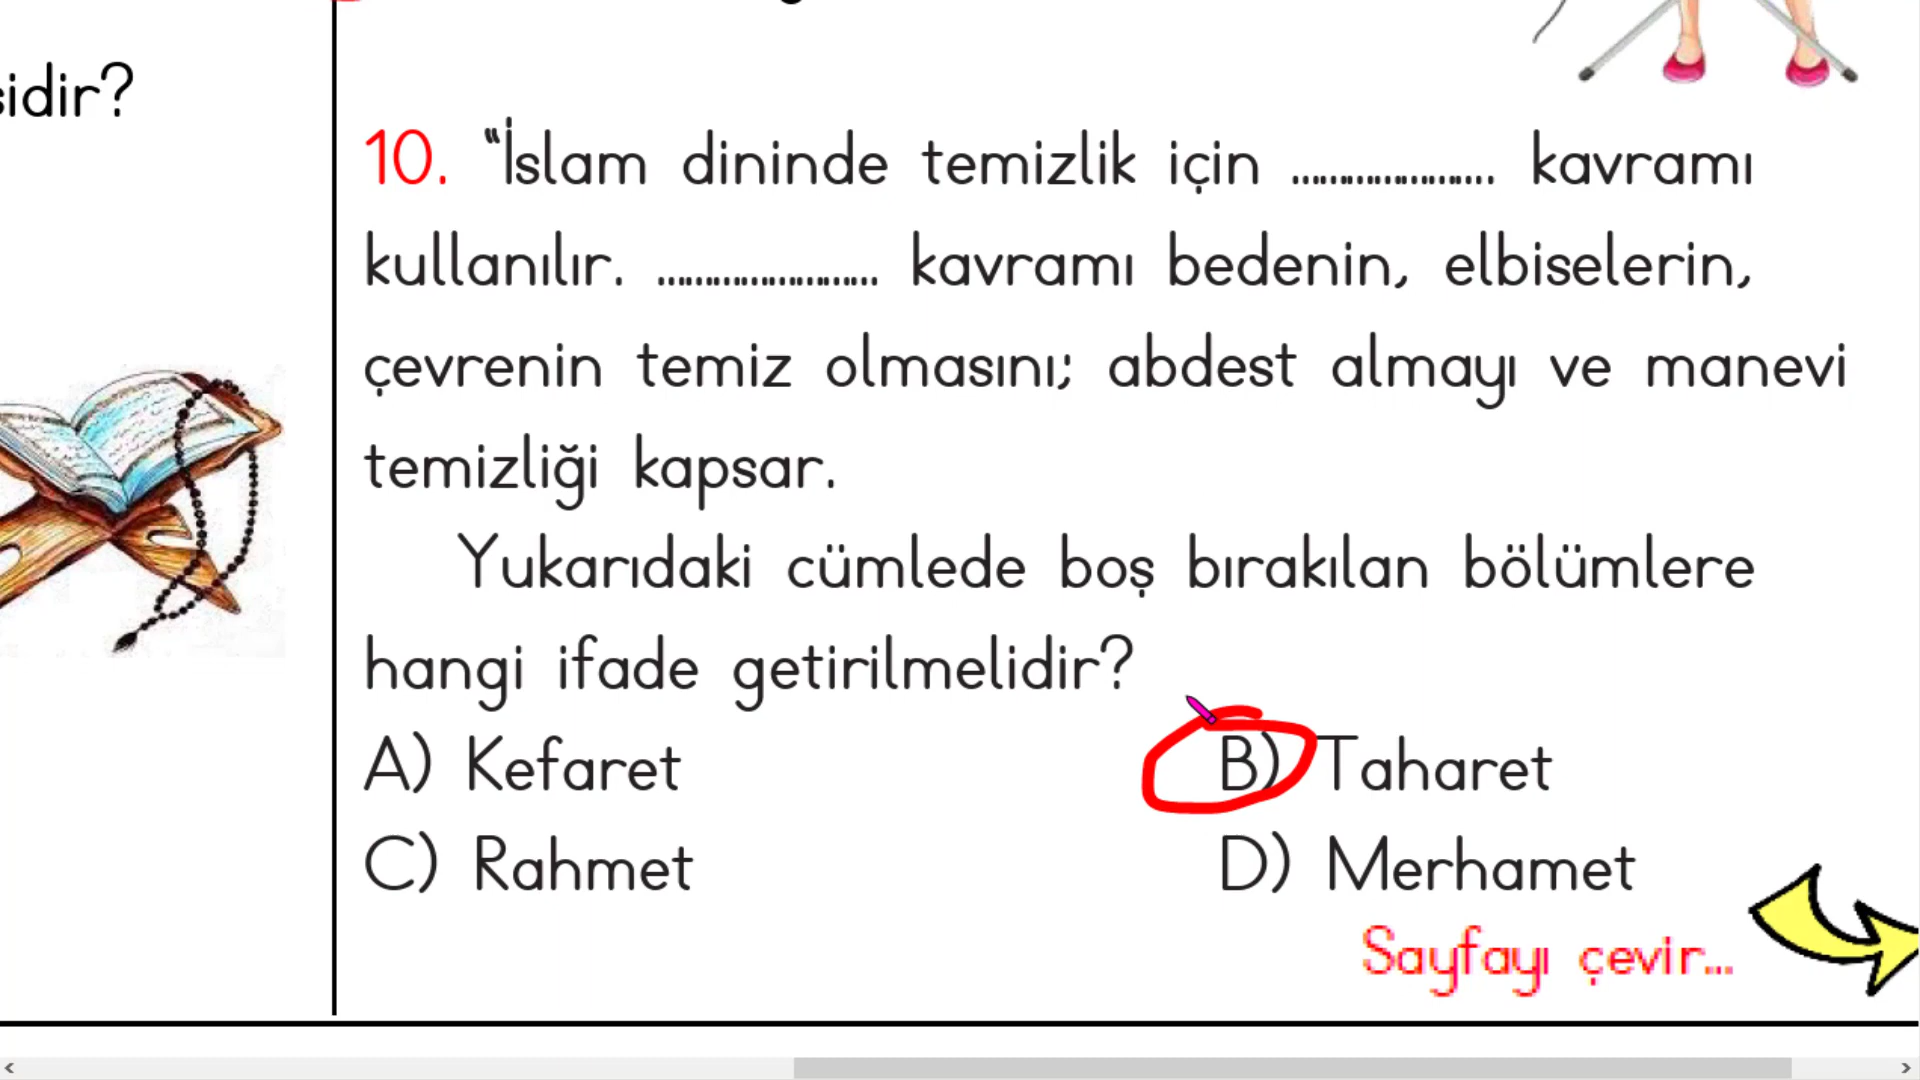 sidir?
10. “İslam dininde temizlik için ...................... kavramı
kullanılır. ........................ kavramı bedenin, elbiselerin,
çevrenin temiz olmasını; abdest almayı ve manevi
temizliği kapsar.
Yukarıdaki cümlede boş bırakılan bölümlere
hangi ifade getirilmelidir?
A) Kefaret B) Taharet
C) Rahmet D) Merhamet
Sayfayı çevir...